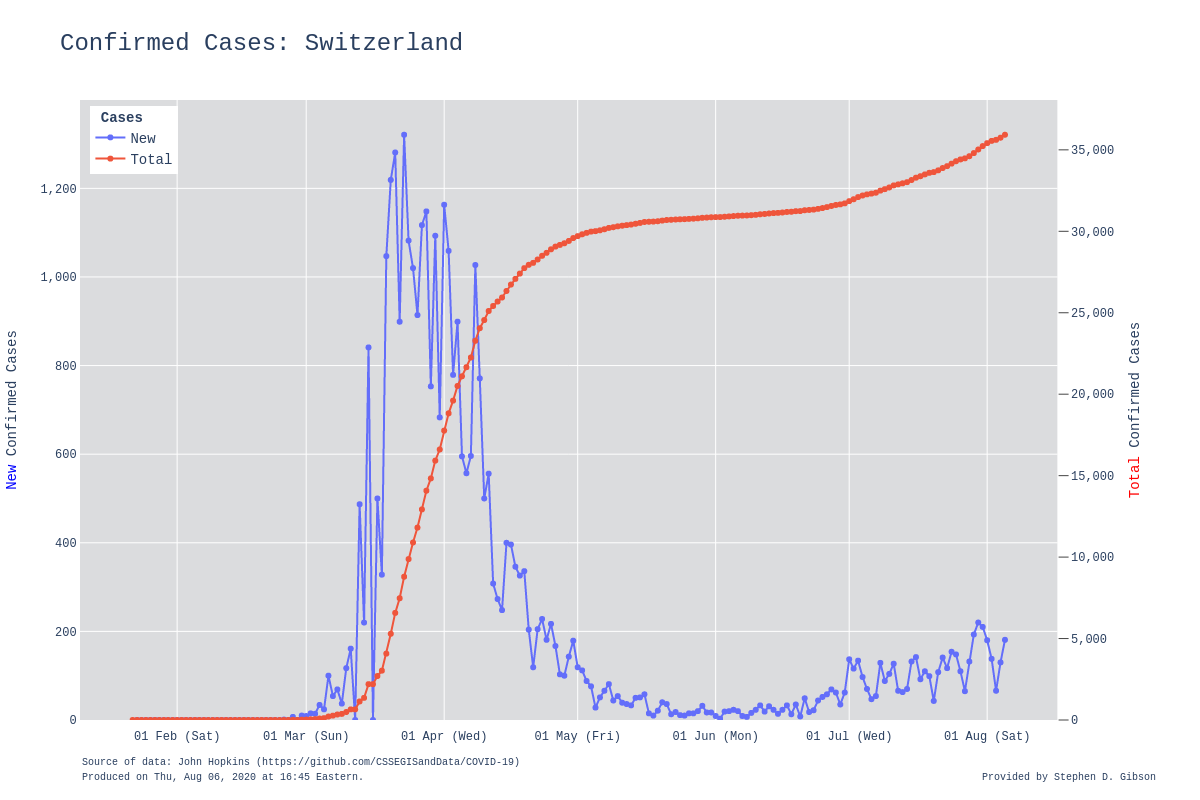 Confirmed Cases: Switzerland
Cases
New
Total
1,200
1,000
800
600
400
200
0
New Confirmed Cases
35,000
30,000
25,000
20,000
15,000
10,000
5,000
0
Total Confirmed Cases
01 Feb (Sat) 01 Mar (Sun) 01 Apr (Wed) 01 May (Fri) 01 Jun (Mon) 01 Jul (Wed) 01 Aug (Sat)
Source of data: John Hopkins (https://github.com/CSSEGISandData/COVID-19)
Produced on Thu, Aug 06, 2020 at 16:45 Eastern.
Provided by Stephen D. Gibson